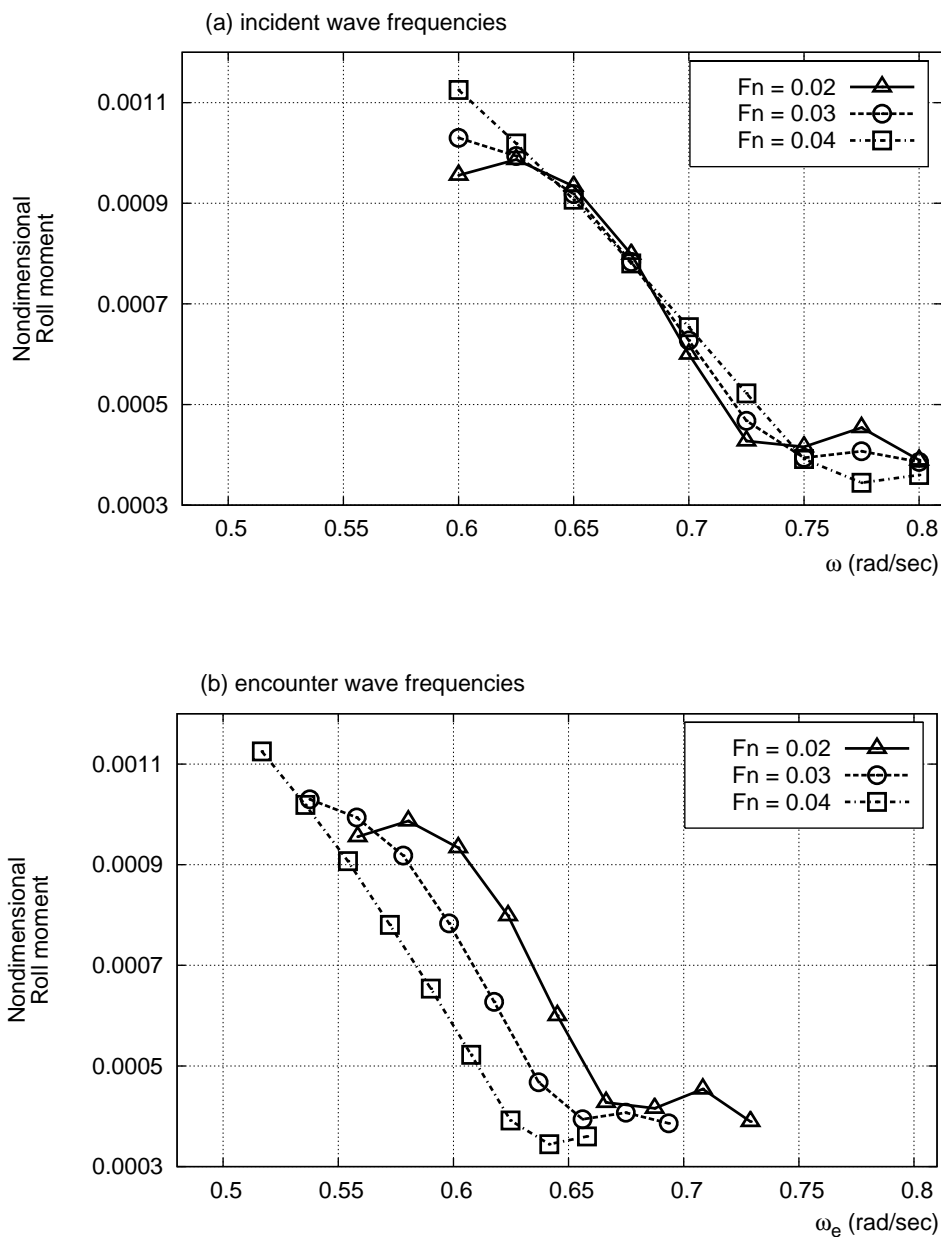 (a) incident wave frequencies
Fn = 0.02
Fn = 0.03
Fn = 0.04
Nondimensional
Roll moment
0.0011
0.0009
0.0007
0.0005
0.0003
0.5 0.55 0.6 0.65 0.7 0.75 0.8
ω (rad/sec)
(b) encounter wave frequencies
Fn = 0.02
Fn = 0.03
Fn = 0.04
Nondimensional
Roll moment
0.0011
0.0009
0.0007
0.0005
0.0003
0.5 0.55 0.6 0.65 0.7 0.75 0.8
ωe (rad/sec)